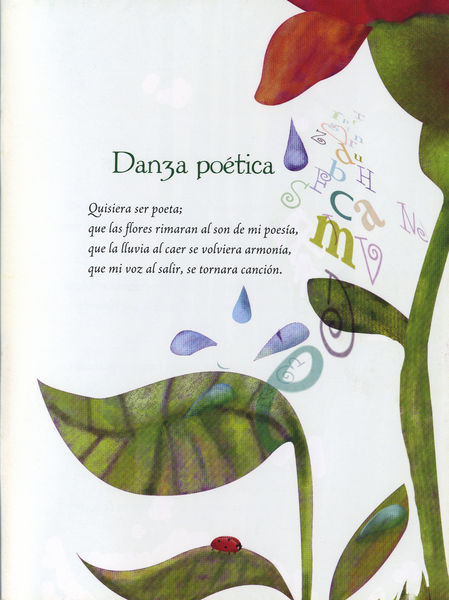 Danza poética
Quisiera ser poeta;
que las flores rimaran al son de mi poesía,
que la lluvia al caer se volviera armonía,
que mi voz al salir, se tornara canción.